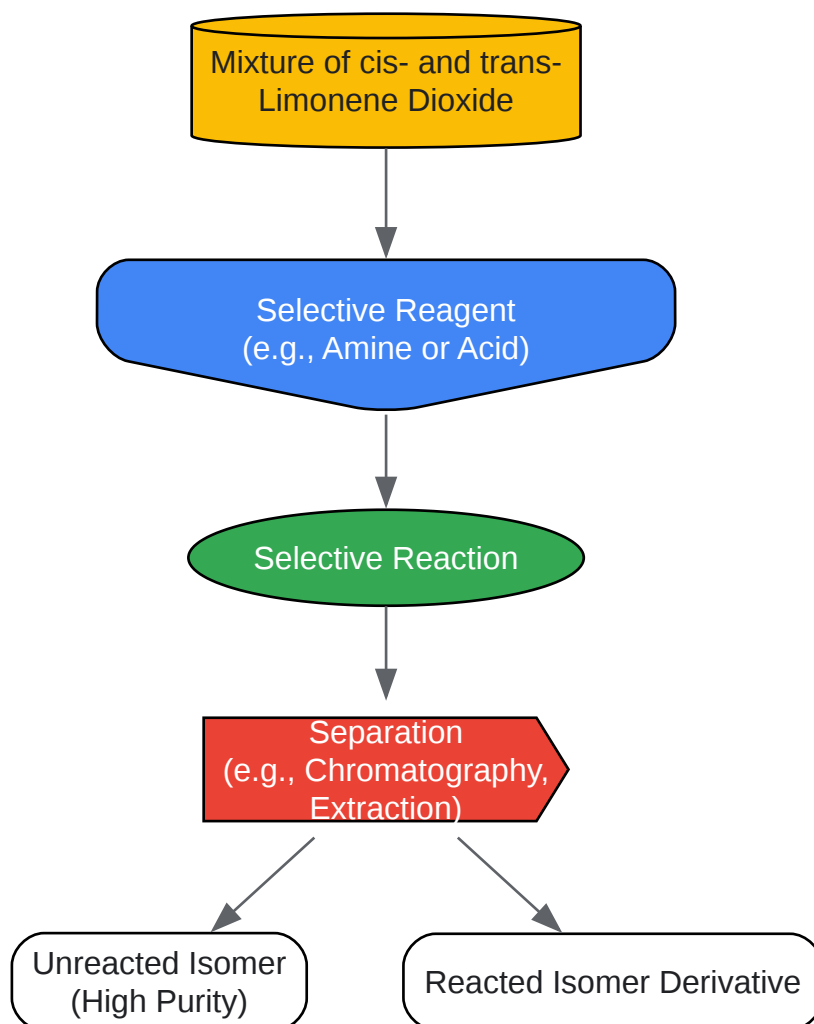 Mixture of cis- and trans-
Limonene Dioxide
Selective Reagent
(e.g., Amine or Acid)
Selective Reaction
Separation
(e.g., Chromatography,
Extraction)
Unreacted Isomer
(High Purity)
Reacted Isomer Derivative